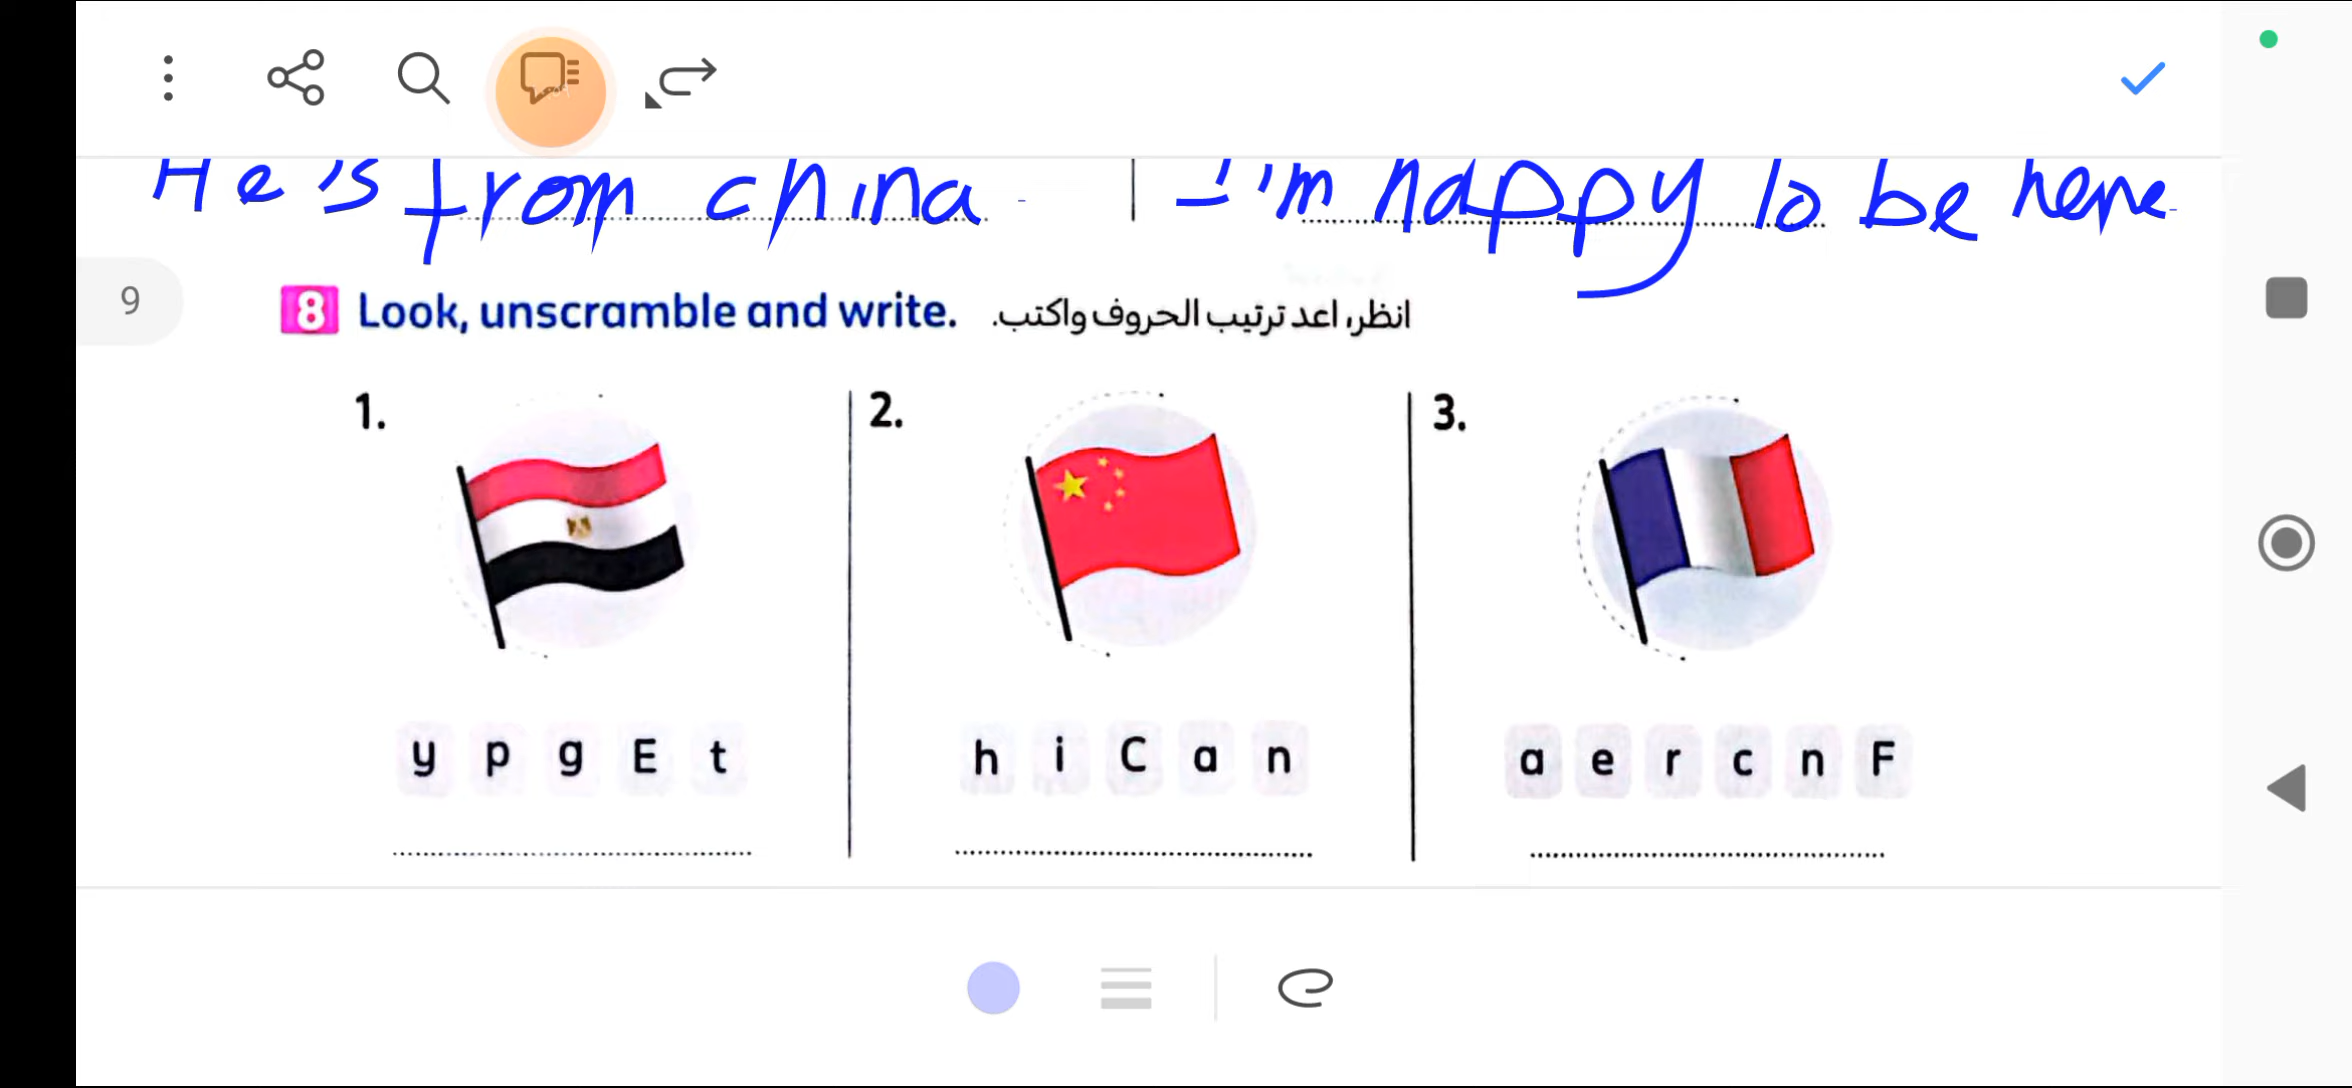 He's from china. I'm happy to be here.
9
8 Look, unscramble and write. انظر، اعد ترتيب الحروف واكتب.
1. 2. 3.
y p g E t h i C a n a e r c n F